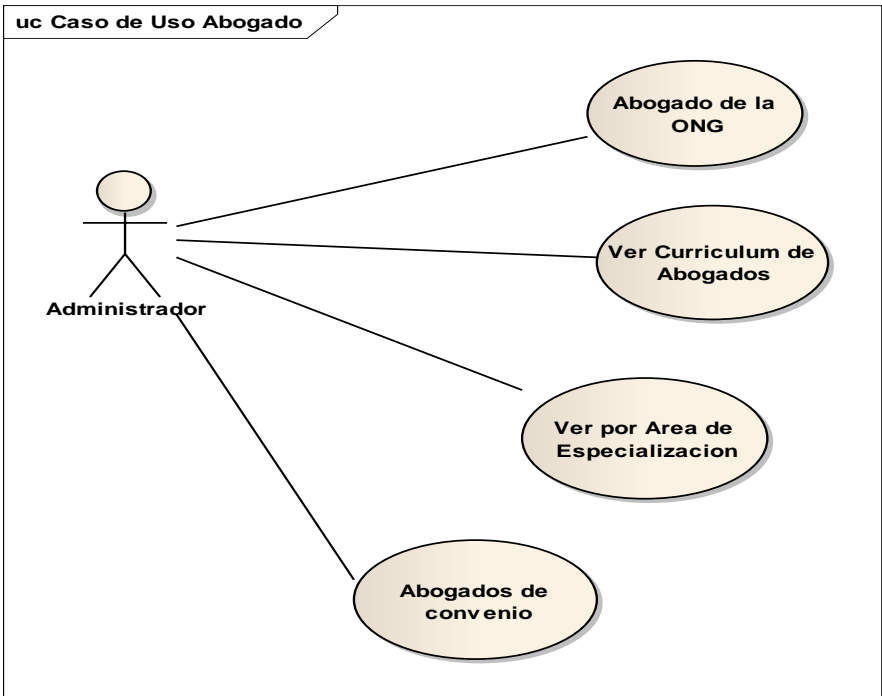 uc Caso de Uso Abogado
Abogado de la
ONG
Ver Curriculum de
Abogados
Administrador
Ver por Area de
Especializacion
Abogados de
convenio